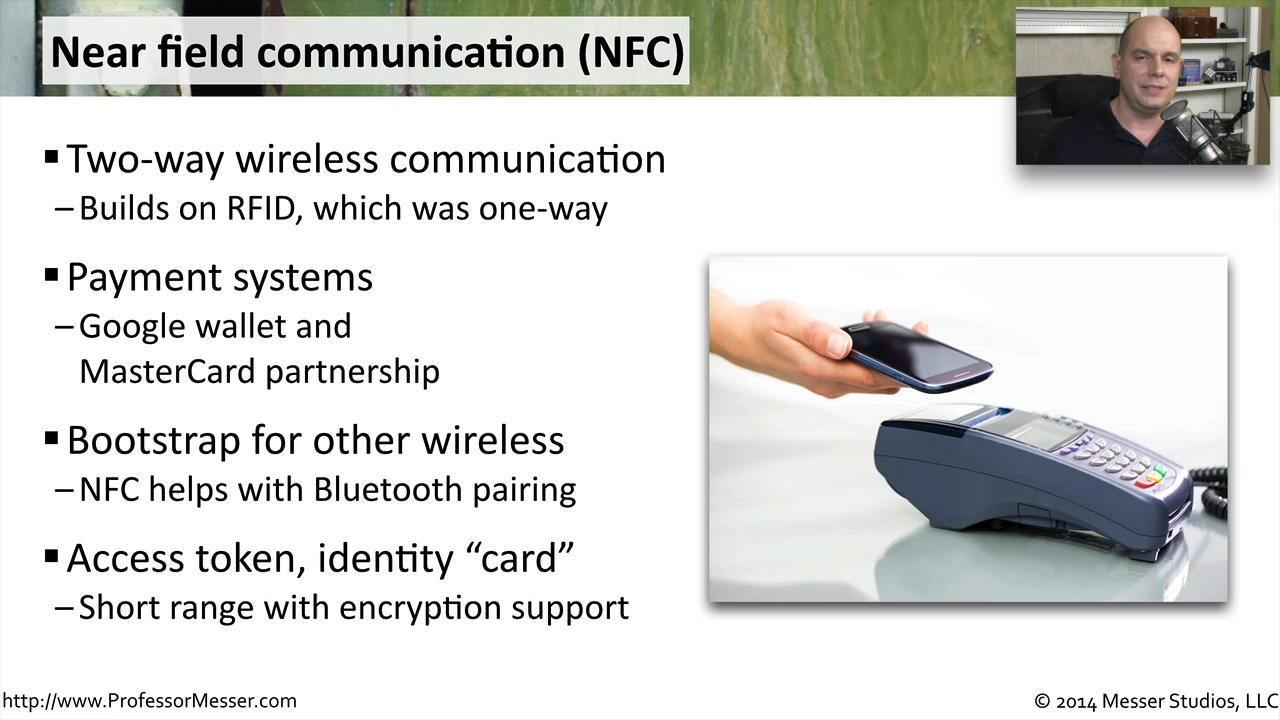 Near field communication (NFC)
▪ Two-way wireless communication
– Builds on RFID, which was one-way
▪ Payment systems
– Google wallet and
MasterCard partnership
▪ Bootstrap for other wireless
– NFC helps with Bluetooth pairing
▪ Access token, identity “card”
– Short range with encryption support
http://www.ProfessorMesser.com
© 2014 Messer Studios, LLC